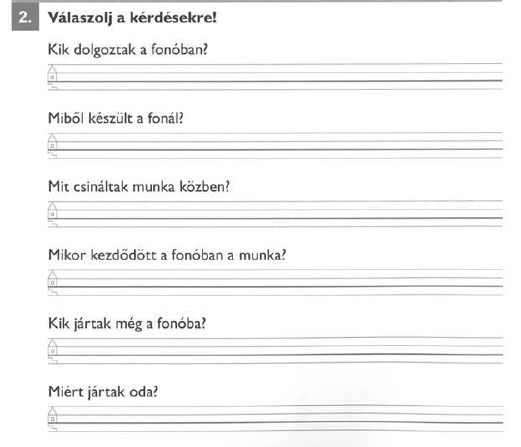 2. Válaszolj a kérdésekre!
Kik dolgoztak a fonóban?
Miből készült a fonál?
Mit csináltak munka közben?
Mikor kezdődött a fonóban a munka?
Kik jártak még a fonóba?
Miért jártak oda?